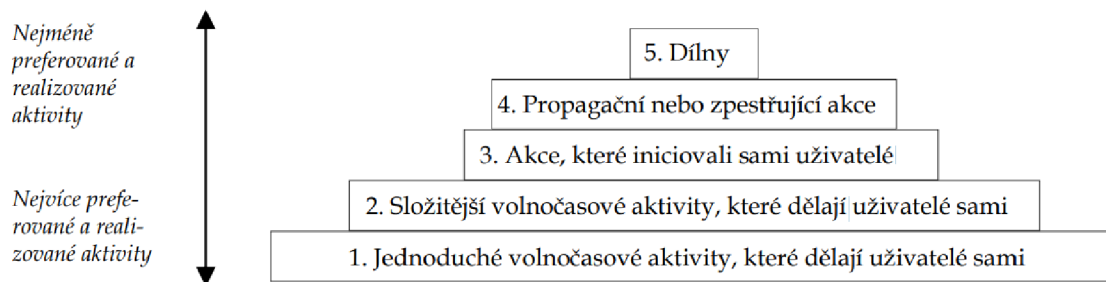 Nejméně
preferované a
realizované
aktivity
5. Dílny
4. Propagační nebo zpestřující akce
3. Akce, které iniciovali sami uživatelé
Nejvíce prefe-
rované a reali-
zované aktivity
2. Složitější volnočasové aktivity, které dělají uživatelé sami
1. Jednoduché volnočasové aktivity, které dělají uživatelé sami